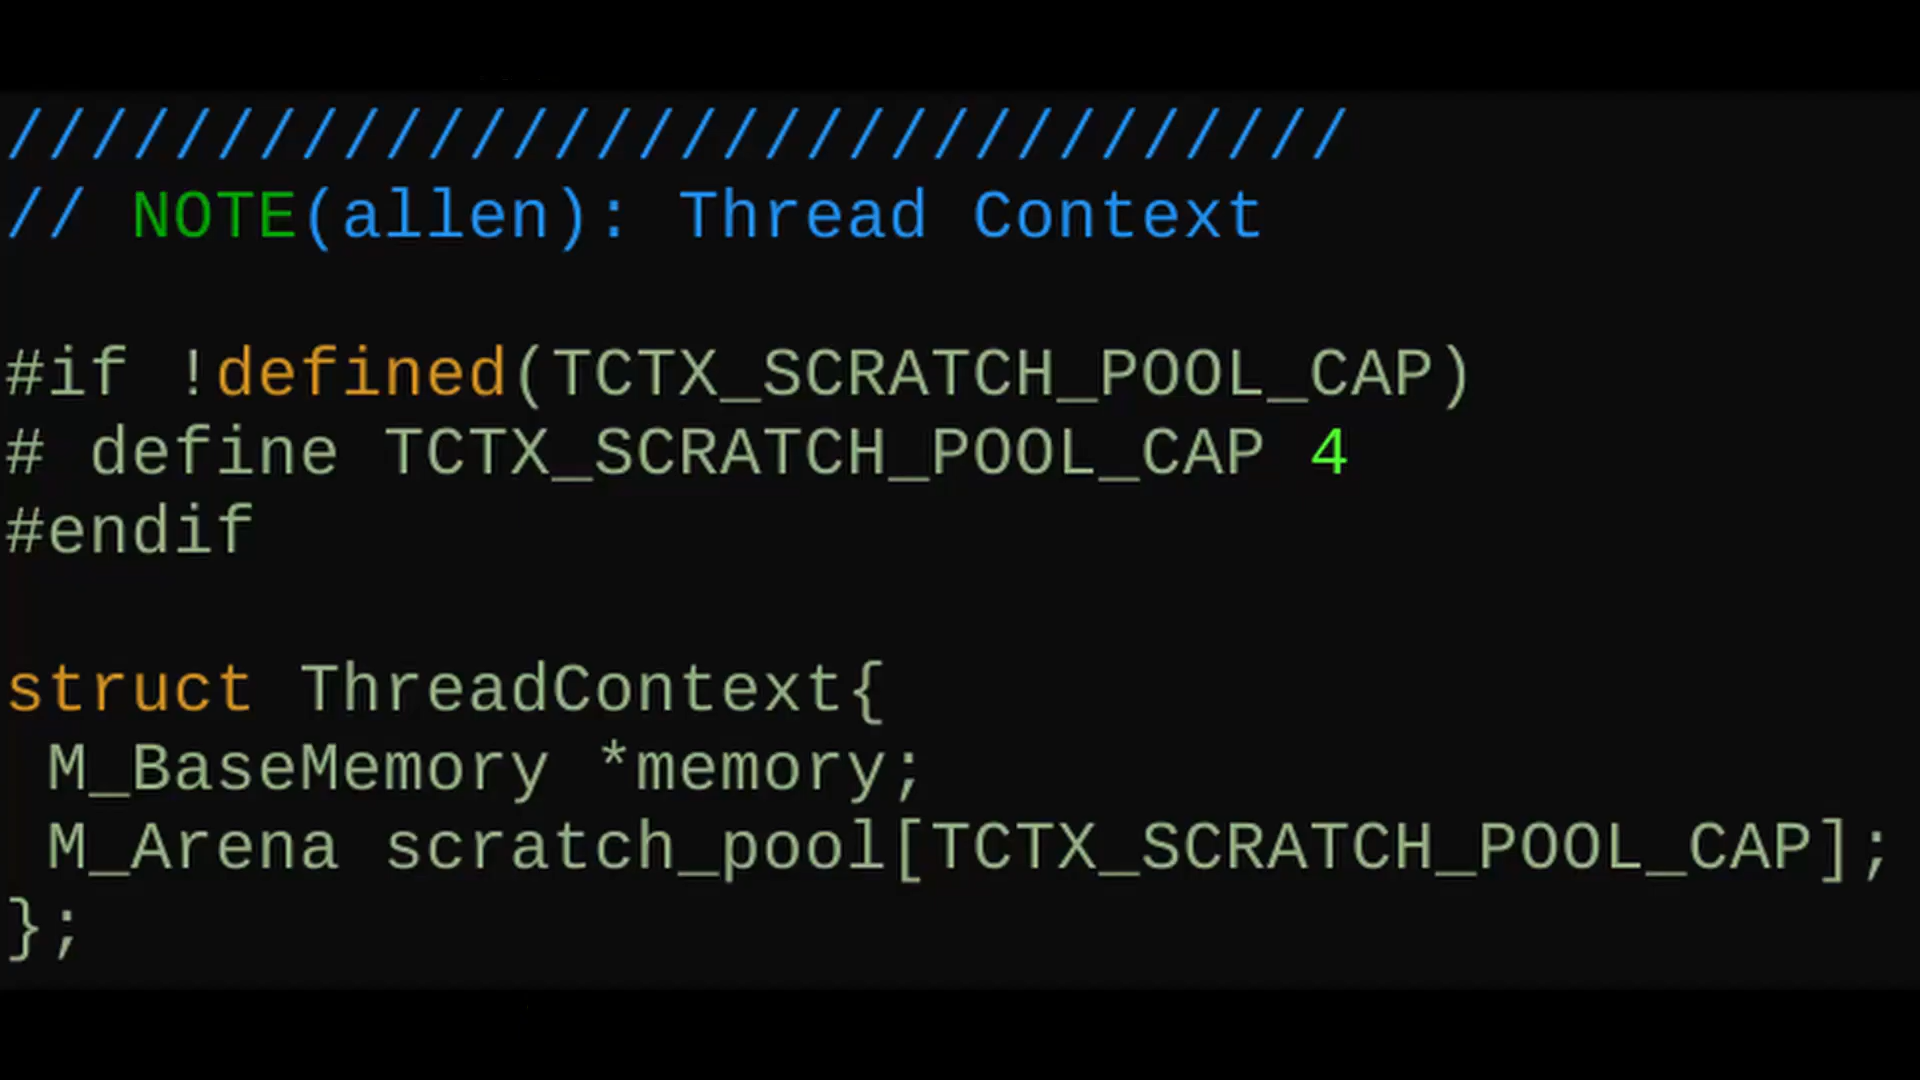 ////////////////////////////////
// NOTE(allen): Thread Context
#if !defined(TCTX_SCRATCH_POOL_CAP)
# define TCTX_SCRATCH_POOL_CAP 4
#endif
struct ThreadContext{
 M_BaseMemory *memory;
 M_Arena scratch_pool[TCTX_SCRATCH_POOL_CAP];
};